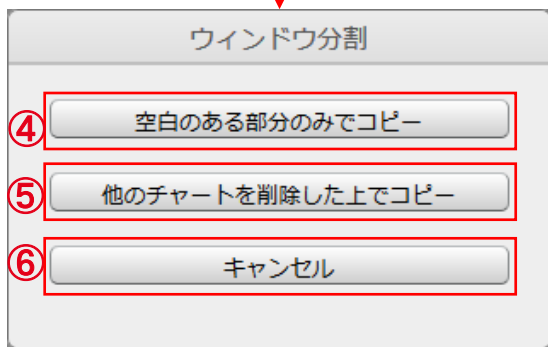 ウィンドウ分割
④ 空白のある部分のみでコピー
⑤ 他のチャートを削除した上でコピー
⑥ キャンセル